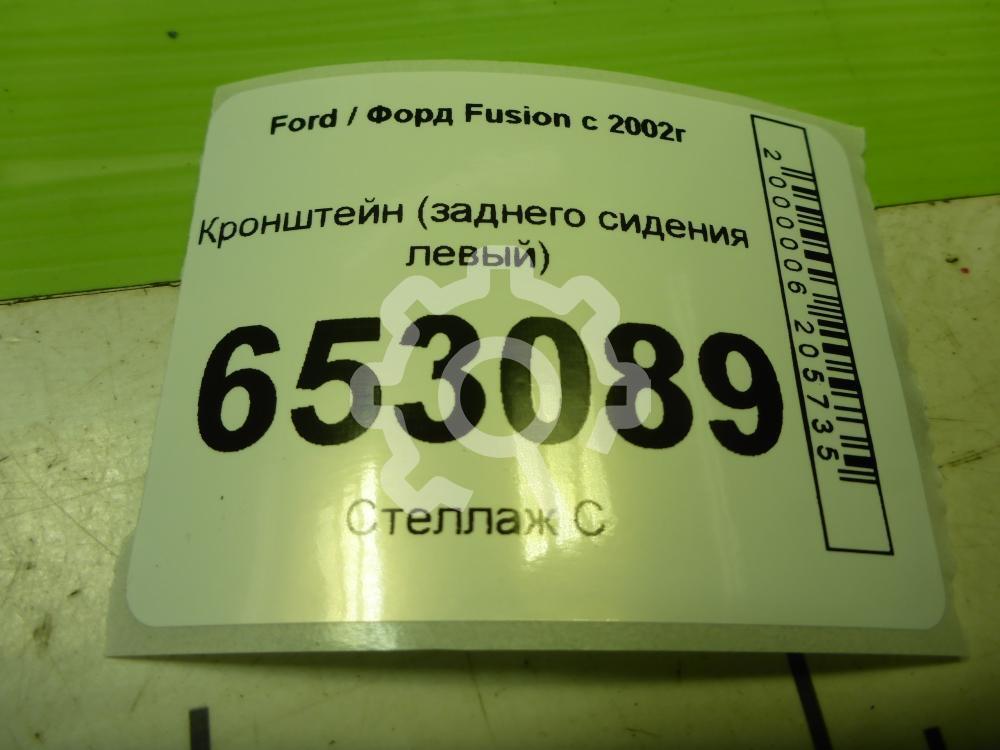 Ford / Форд Fusion с 2002г
Кронштейн (заднего сидения
левый)
653089
Стеллаж С
2000006205735